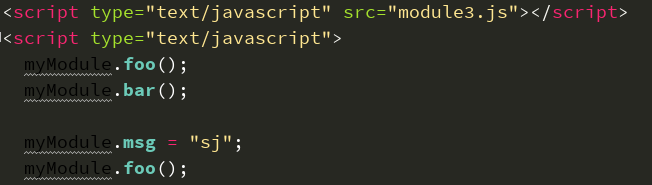 <script type="text/javascript" src="module3.js"></script>
<script type="text/javascript">
myModule.foo();
myModule.bar();
myModule.msg = "sj";
myModule.foo();